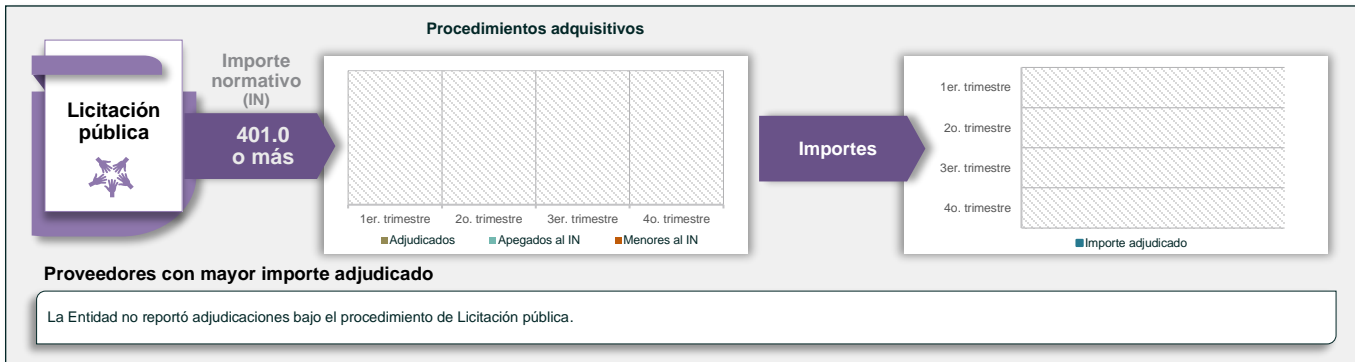 Procedimientos adquisitivos
Licitación
pública
Importe
normativo
(IN)
401.0
o más
1er. trimestre
2o. trimestre
3er. trimestre
4o. trimestre
Adjudicados
Apegados al IN
Menores al IN
Importes
1er. trimestre
2o. trimestre
3er. trimestre
4o. trimestre
Importe adjudicado
Proveedores con mayor importe adjudicado
La Entidad no reportó adjudicaciones bajo el procedimiento de Licitación pública.